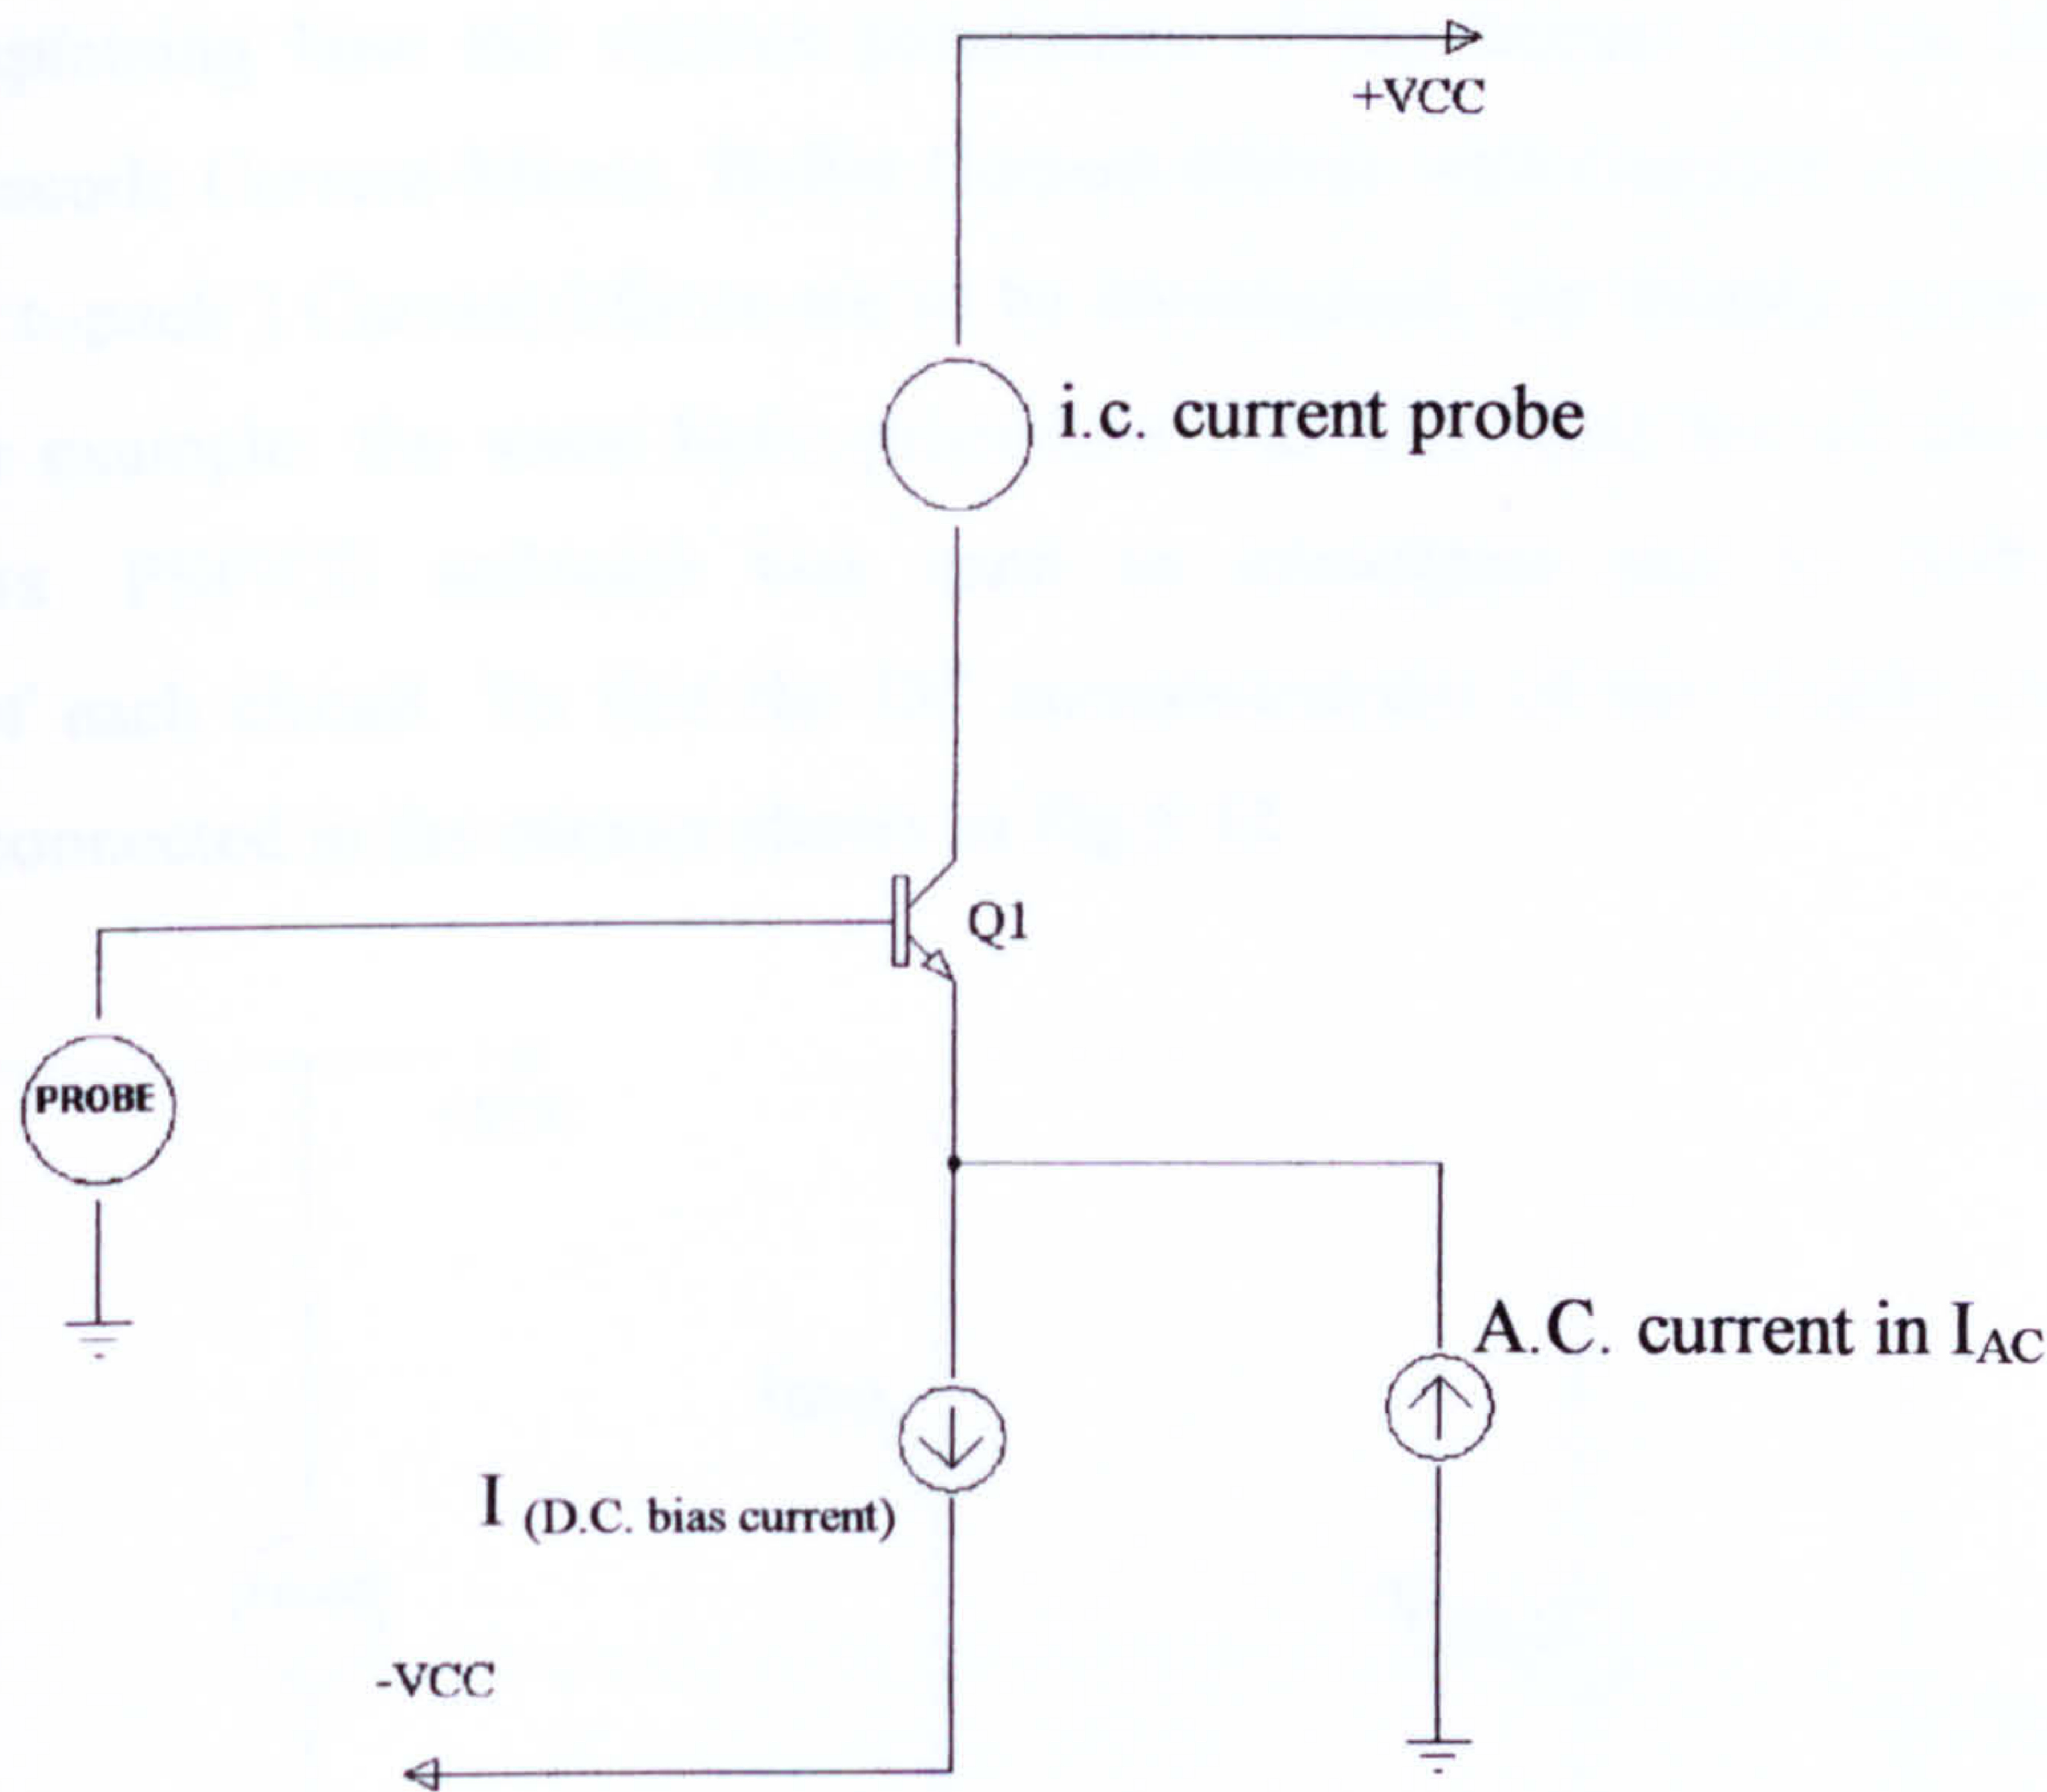 +VCC
i.c. current probe
Q1
PROBE
A.C. current in IAC
I (D.C. bias current)
-VCC